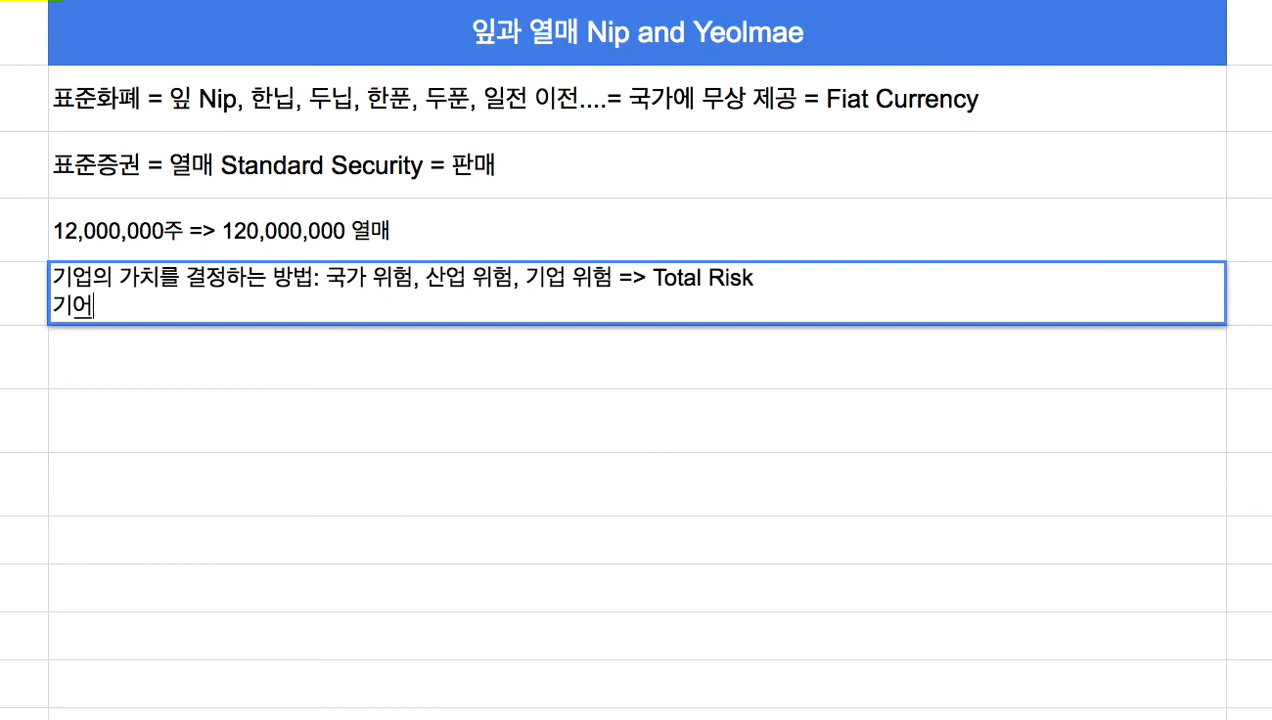 잎과 열매 Nip and Yeolmae
표준화폐 = 잎 Nip, 한닙, 두닙, 한푼, 두푼, 일전 이전....= 국가에 무상 제공 = Fiat Currency
표준증권 = 열매 Standard Security = 판매
12,000,000주 => 120,000,000 열매
기업의 가치를 결정하는 방법: 국가 위험, 산업 위험, 기업 위험 => Total Risk
기어